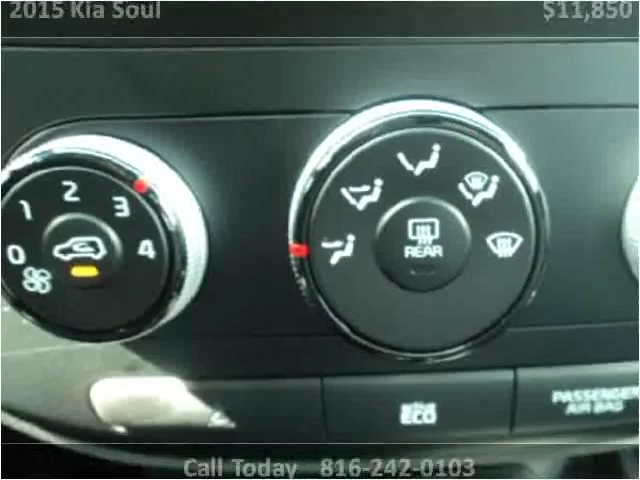 2015 Kia Soul $11,850
2
1 3
0 4
REAR
ECO
PASSENGER
AIR BAG
Call Today 816-242-0103